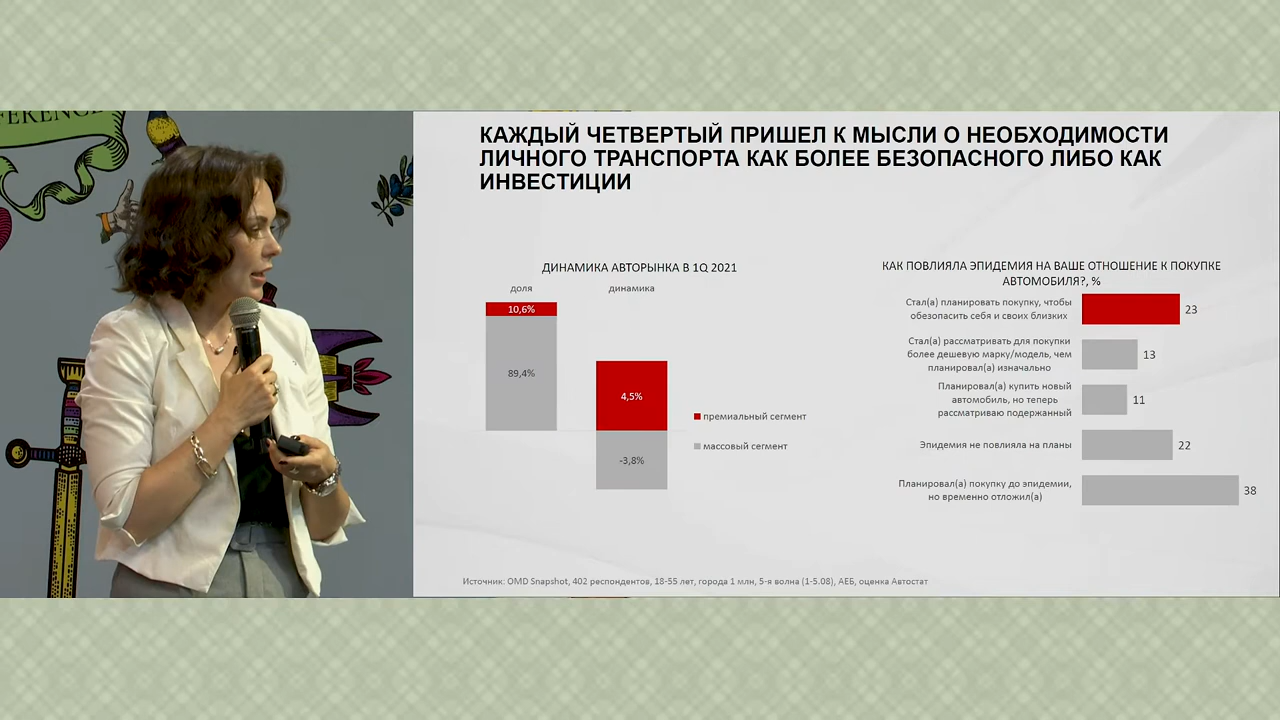 КАЖДЫЙ ЧЕТВЕРТЫЙ ПРИШЕЛ К МЫСЛИ О НЕОБХОДИМОСТИ
ЛИЧНОГО ТРАНСПОРТА КАК БОЛЕЕ БЕЗОПАСНОГО ЛИБО КАК
ИНВЕСТИЦИИ
ДИНАМИКА АВТОРЫНКА В 1Q 2021
доля
динамика
10,6%
89,4%
4,5%
-3,8%
премиальный сегмент
массовый сегмент
КАК ПОВЛИЯЛА ЭПИДЕМИЯ НА ВАШЕ ОТНОШЕНИЕ К ПОКУПКЕ
АВТОМОБИЛЯ?, %
Стал(а) планировать покупку, чтобы
обезопасить себя и своих близких
23
Стал(а) рассматривать для покупки
более дешевую марку/модель, чем
планировал(а) изначально
13
Планировал(а) купить новый
автомобиль, но теперь
рассматриваю подержанный
11
Эпидемия не повлияла на планы
22
Планировал(а) покупку до эпидемии,
но временно отложил(а)
38
Источник: OMD Snapshot, 402 респондентов, 18-55 лет, города 1 млн, 5-я волна (1-5.08), АЕБ, оценка Автостат